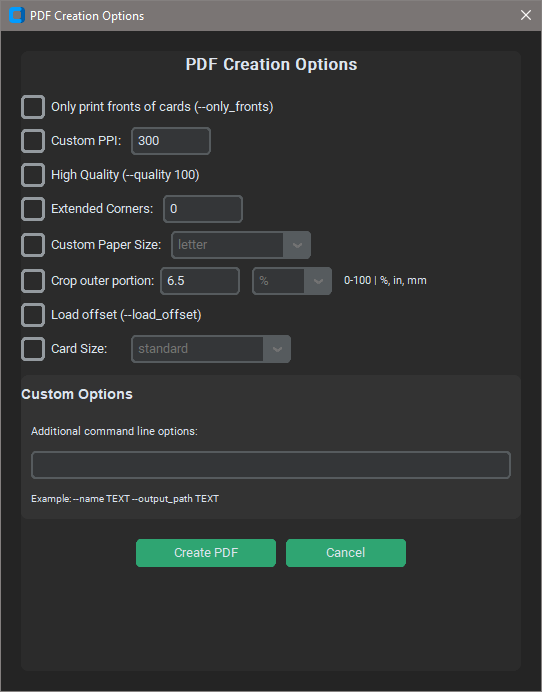 PDF Creation Options
PDF Creation Options
Only print fronts of cards (--only_fronts)
Custom PPI: 300
High Quality (--quality 100)
Extended Corners: 0
Custom Paper Size: letter
Crop outer portion: 6.5 % 0-100 | %, in, mm
Load offset (--load_offset)
Card Size: standard
Custom Options
Additional command line options:
Example: --name TEXT --output_path TEXT
Create PDF Cancel